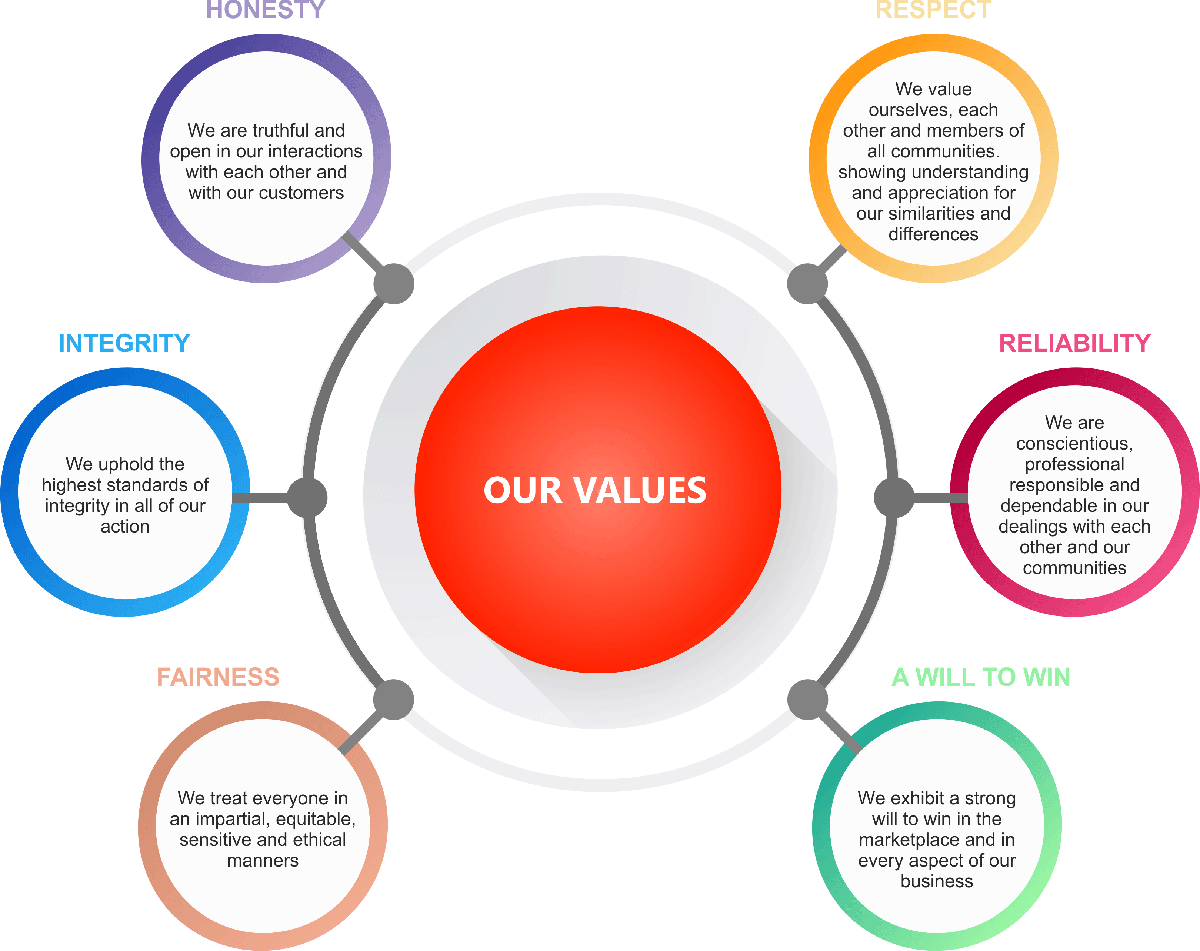 HONESTY
We are truthful and
open in our interactions
with each other and
with our customers
RESPECT
We value
ourselves, each
other and members of
all communities.
showing understanding
and appreciation for
our similarities and
differences
INTEGRITY
We uphold the
highest standards of
integrity in all of our
action
OUR VALUES
RELIABILITY
We are
conscientious,
professional
responsible and
dependable in our
dealings with each
other and our
communities
FAIRNESS
We treat everyone in
an impartial, equitable,
sensitive and ethical
manners
A WILL TO WIN
We exhibit a strong
will to win in the
marketplace and in
every aspect of our
business